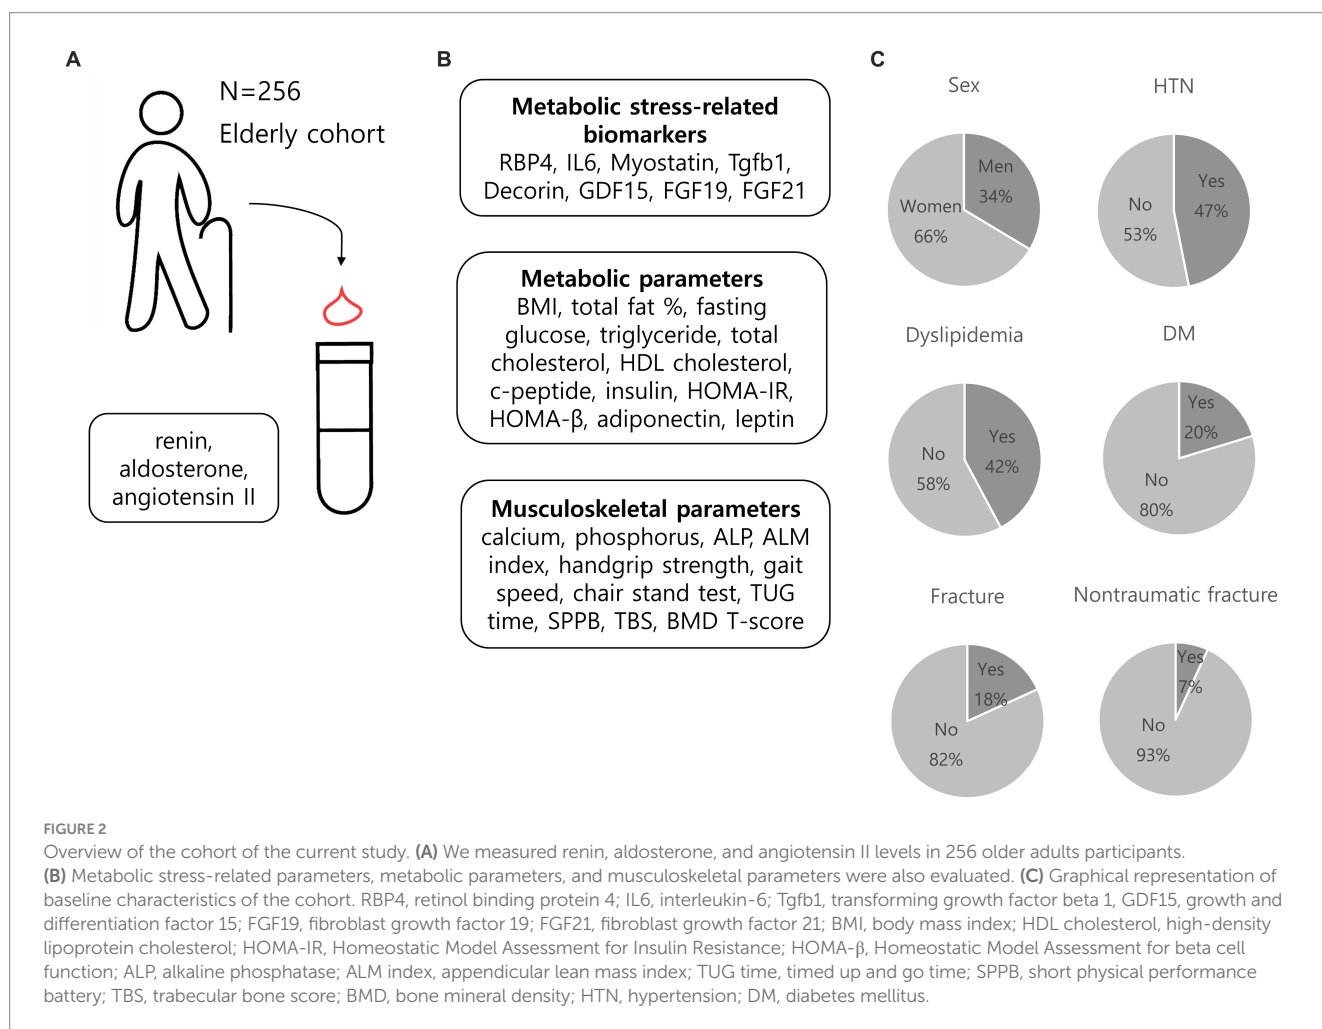 A
N=256
Elderly cohort
renin,
aldosterone,
angiotensin II
B
Metabolic stress-related
biomarkers
RBP4, IL6, Myostatin, Tgfb1,
Decorin, GDF15, FGF19, FGF21
Metabolic parameters
BMI, total fat %, fasting
glucose, triglyceride, total
cholesterol, HDL cholesterol,
c-peptide, insulin, HOMA-IR,
HOMA-β, adiponectin, leptin
Musculoskeletal parameters
calcium, phosphorus, ALP, ALM
index, handgrip strength, gait
speed, chair stand test, TUG
time, SPPB, TBS, BMD T-score
C
Sex
Men
34%
Women
66%
HTN
Yes
47%
No
53%
Dyslipidemia
Yes
42%
No
58%
DM
Yes
20%
No
80%
Fracture
Yes
18%
No
82%
Nontraumatic fracture
Yes
7%
No
93%
FIGURE 2
Overview of the cohort of the current study. (A) We measured renin, aldosterone, and angiotensin II levels in 256 older adults participants.
(B) Metabolic stress-related parameters, metabolic parameters, and musculoskeletal parameters were also evaluated. (C) Graphical representation of
baseline characteristics of the cohort. RBP4, retinol binding protein 4; IL6, interleukin-6; Tgfb1, transforming growth factor beta 1, GDF15, growth and
differentiation factor 15; FGF19, fibroblast growth factor 19; FGF21, fibroblast growth factor 21; BMI, body mass index; HDL cholesterol, high-density
lipoprotein cholesterol; HOMA-IR, Homeostatic Model Assessment for Insulin Resistance; HOMA-β, Homeostatic Model Assessment for beta cell
function; ALP, alkaline phosphatase; ALM index, appendicular lean mass index; TUG time, timed up and go time; SPPB, short physical performance
battery; TBS, trabecular bone score; BMD, bone mineral density; HTN, hypertension; DM, diabetes mellitus.